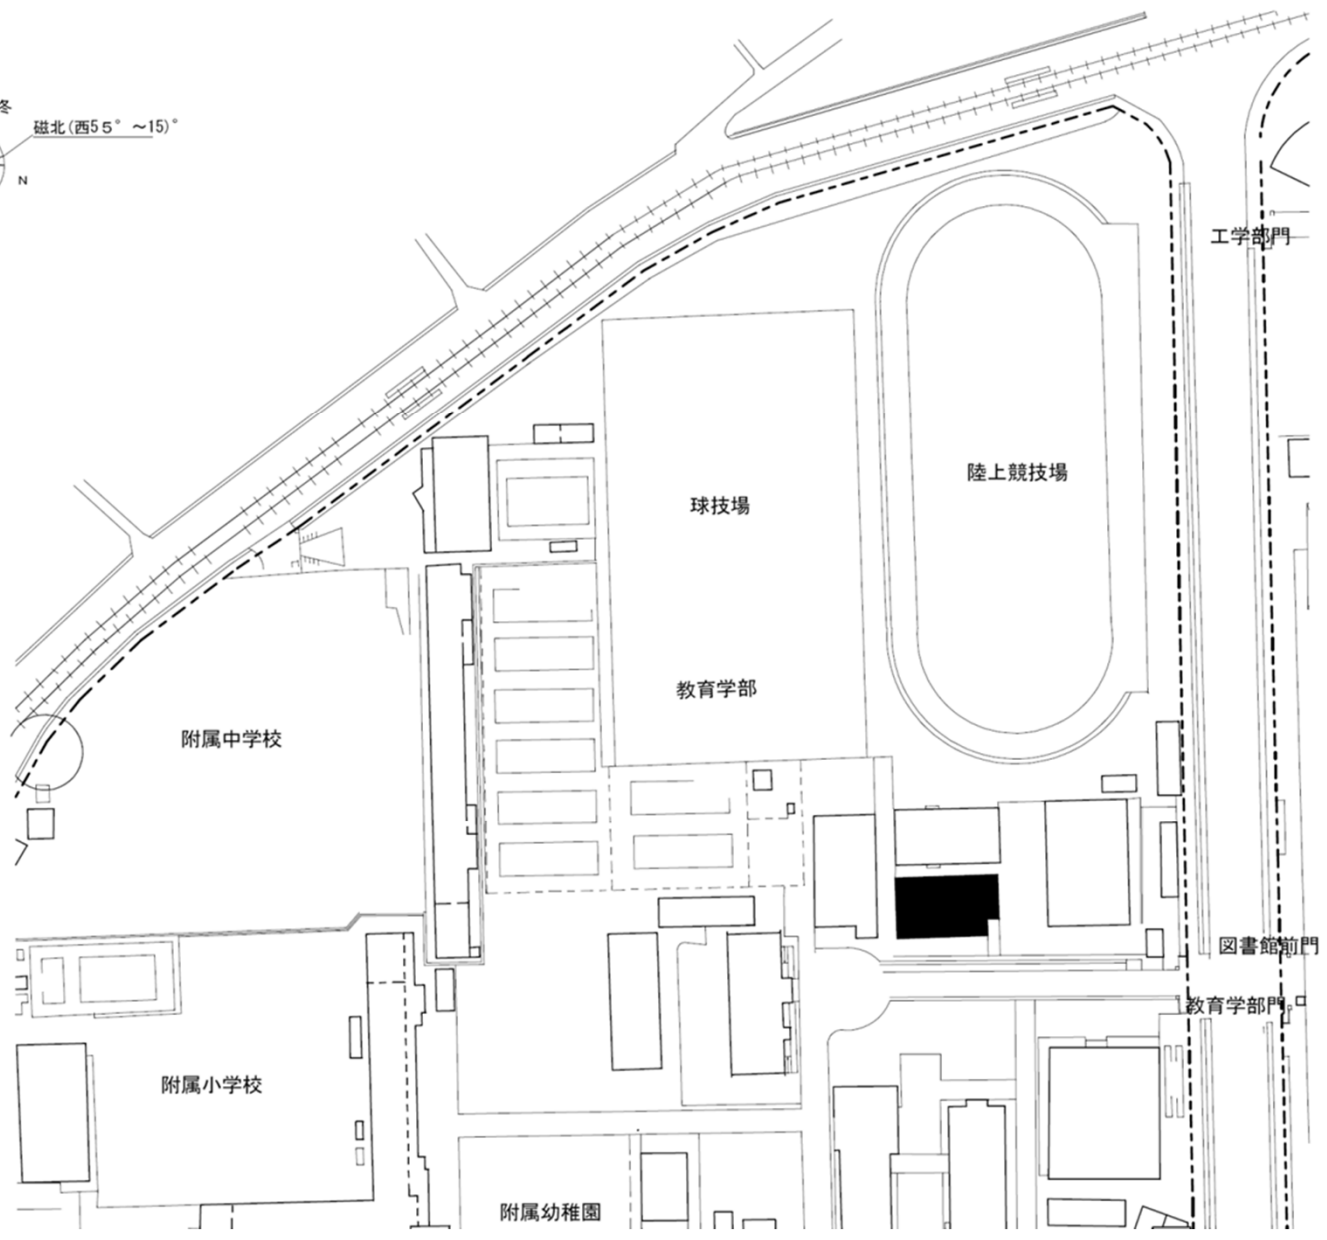 冬
磁北(西55°～15)°
N
工学部門
陸上競技場
球技場
教育学部
附属中学校
図書館前門
教育学部門
附属小学校
附属幼稚園